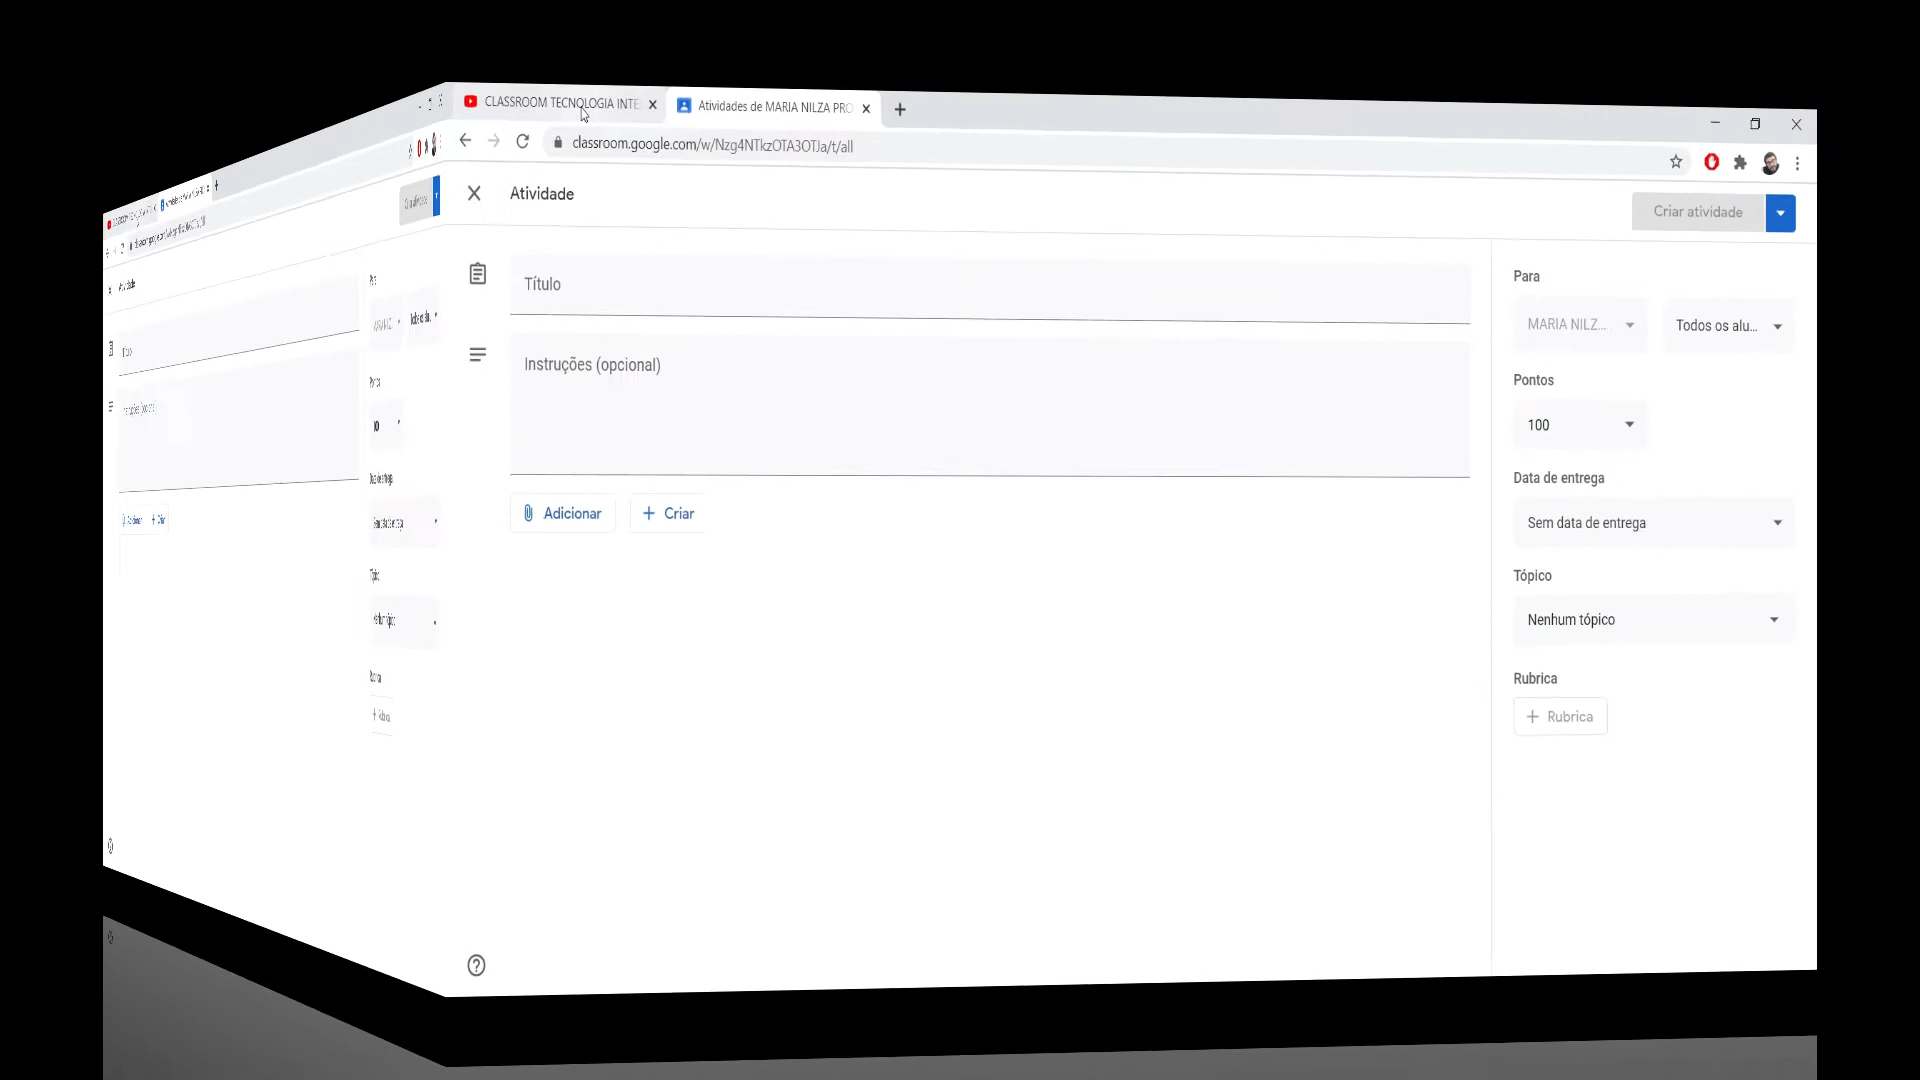 CLASSROOM TECNOLOGIA INTE
Atividades de MARIA NILZA PRO
classroom.google.com/w/Nzg4NTkzOTA3OTJa/t/all
Atividade
Criar atividade
Título
Instruções (opcional)
Adicionar
Criar
Para
MARIA NILZ...
Todos os alu...
Pontos
100
Data de entrega
Sem data de entrega
Tópico
Nenhum tópico
Rubrica
Rubrica